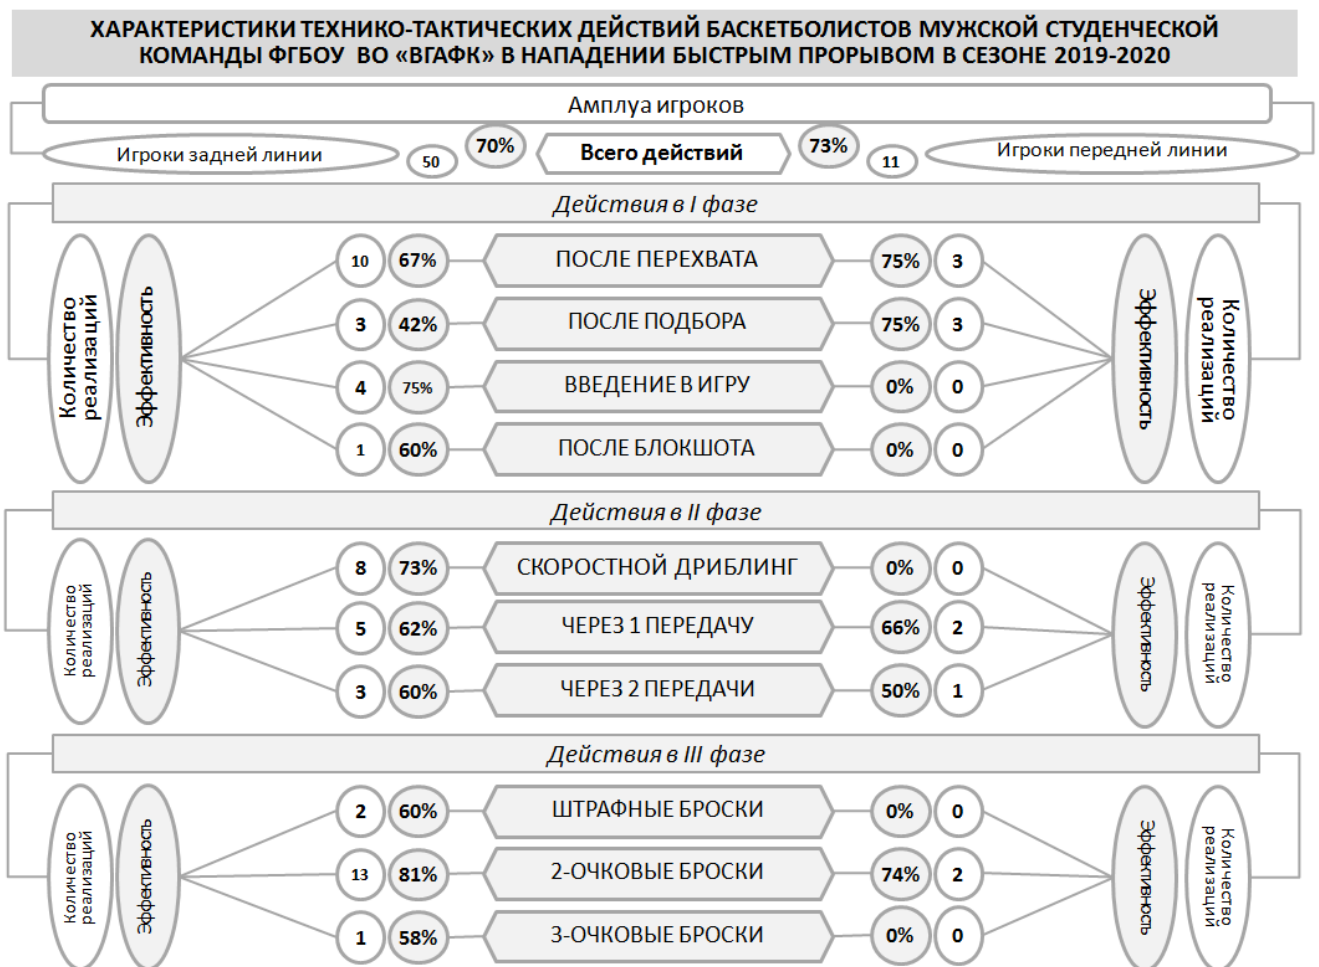 ХАРАКТЕРИСТИКИ ТЕХНИКО-ТАКТИЧЕСКИХ ДЕЙСТВИЙ БАСКЕТБОЛИСТОВ МУЖСКОЙ СТУДЕНЧЕСКОЙ
КОМАНДЫ ФГБОУ ВО «ВГАФК» В НАПАДЕНИИ БЫСТРЫМ ПРОРЫВОМ В СЕЗОНЕ 2019-2020
Амплуа игроков
Игроки задней линии 50 70% Всего действий 73% 11 Игроки передней линии
Действия в I фазе
Количество
реализаций
Эффективность
10 67% ПОСЛЕ ПЕРЕХВАТА 75% 3
3 42% ПОСЛЕ ПОДБОРА 75% 3
4 75% ВВЕДЕНИЕ В ИГРУ 0% 0
1 60% ПОСЛЕ БЛОКШОТА 0% 0
Эффективность
Количество
реализаций
Действия в II фазе
Количество
реализаций
Эффективность
8 73% СКОРОСТНОЙ ДРИБЛИНГ 0% 0
5 62% ЧЕРЕЗ 1 ПЕРЕДАЧУ 66% 2
3 60% ЧЕРЕЗ 2 ПЕРЕДАЧИ 50% 1
Эффективность
Количество
реализаций
Действия в III фазе
Количество
реализаций
Эффективность
2 60% ШТРАФНЫЕ БРОСКИ 0% 0
13 81% 2-ОЧКОВЫЕ БРОСКИ 74% 2
1 58% 3-ОЧКОВЫЕ БРОСКИ 0% 0
Эффективность
Количество
реализаций